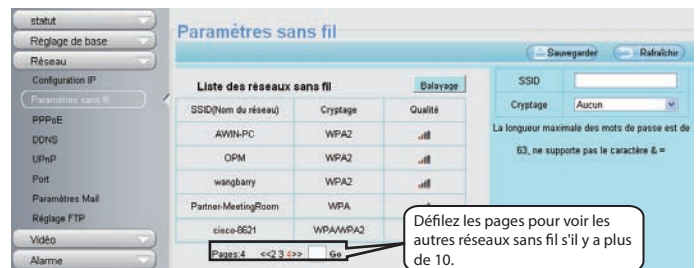 statut
Réglage de base
Réseau
Configuration IP
Paramètres sans fil
PPPoE
DDNS
UPnP
Port
Paramètres Mail
Réglage FTP
Vidéo
Alarme
Paramètres sans fil
Sauvegarder
Rafraîchir
Liste des réseaux sans fil
Balayage
SSID(Nom du réseau) Cryptage Qualité
AWIN-PC WPA2
OPM WPA2
wangbarry WPA2
Partner-MeetingRoom WPA
cisco-8621 WPA/WPA2
Pages:4 <<2 3 4>> Go
SSID
Cryptage Aucun
La longueur maximale des mots de passe est de
63, ne supporte pas le caractère & =
Défilez les pages pour voir les
autres réseaux sans fil s'il y a plus
de 10.